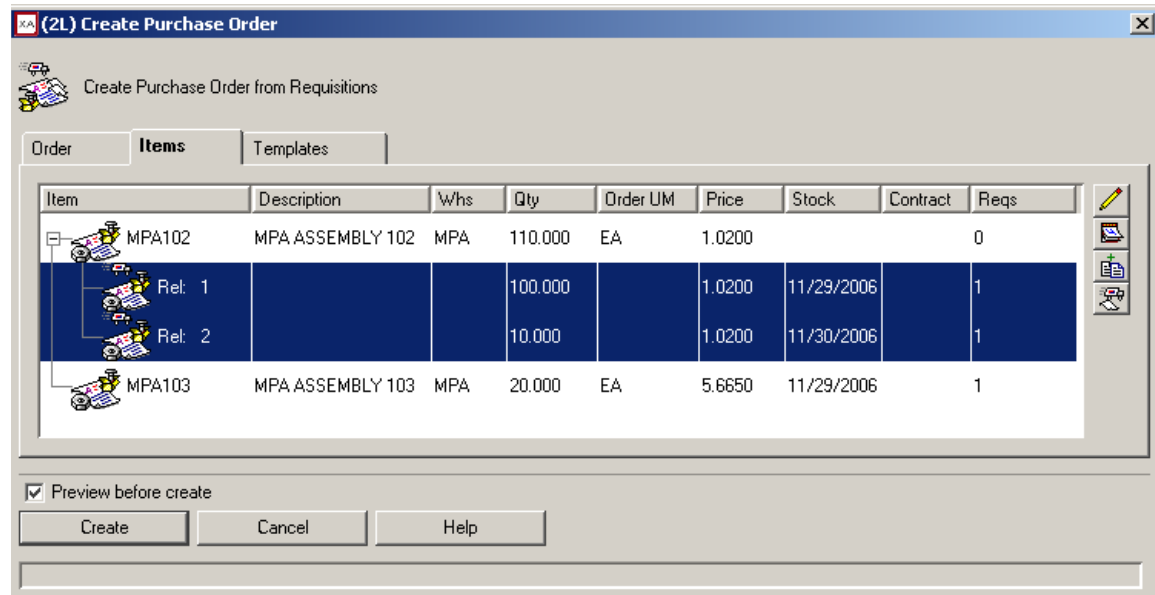 XA (2L) Create Purchase Order
Create Purchase Order from Requisitions
Order Items Templates
Item Description Whs Qty Order UM Price Stock Contract Reqs
MPA102 MPA ASSEMBLY 102 MPA 110.000 EA 1.0200 0
Rel: 1 100.000 1.0200 11/29/2006 1
Rel: 2 10.000 1.0200 11/30/2006 1
MPA103 MPA ASSEMBLY 103 MPA 20.000 EA 5.6650 11/29/2006 1
Preview before create
Create Cancel Help